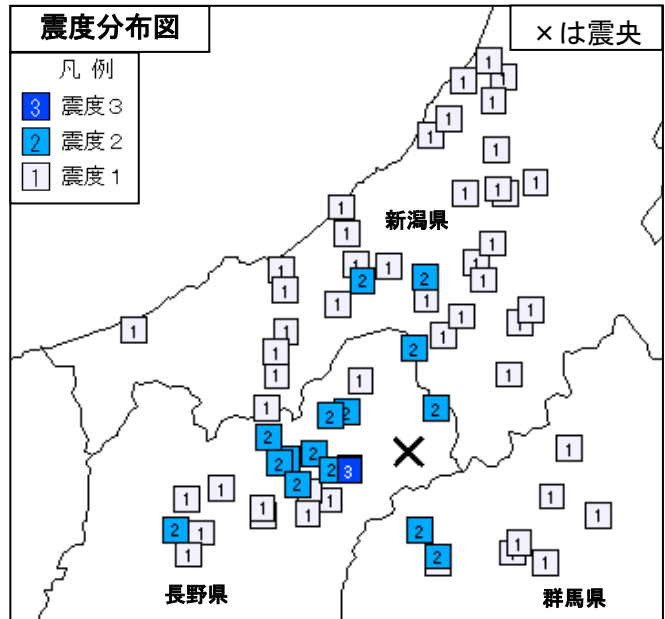 震度分布図
×は震央
凡 例
3 震度３
2 震度２
1 震度１
新潟県
長野県
群馬県